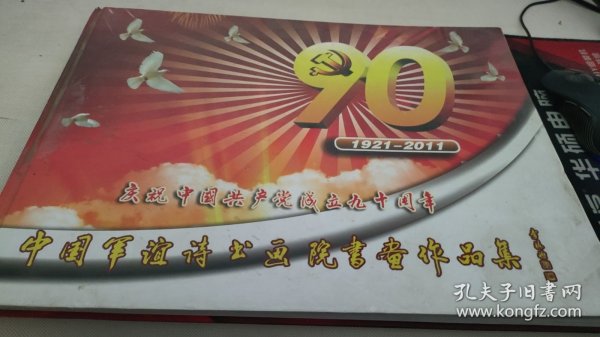 90
1921-2011
庆祝中国共产党成立九十周年
中国军谊诗书画院书画作品集
孔夫子旧书网
www.kongfz.com